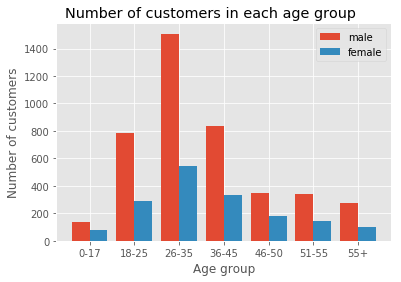 Number of customers in each age group
male
female
Number of customers
1400
1200
1000
800
600
400
200
0
0-17 18-25 26-35 36-45 46-50 51-55 55+
Age group